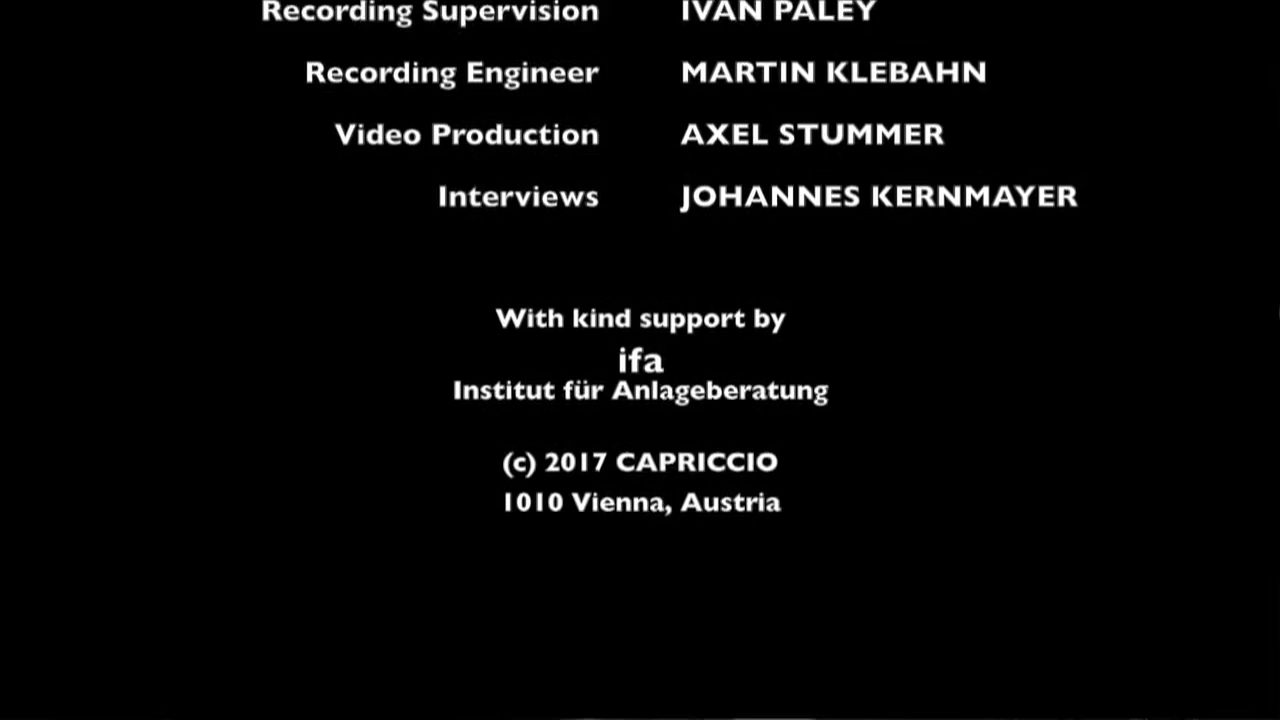 Recording Supervision IVAN PALEY
Recording Engineer MARTIN KLEBAHN
Video Production AXEL STUMMER
Interviews JOHANNES KERNMAYER
With kind support by
ifa
Institut für Anlageberatung
(c) 2017 CAPRICCIO
1010 Vienna, Austria